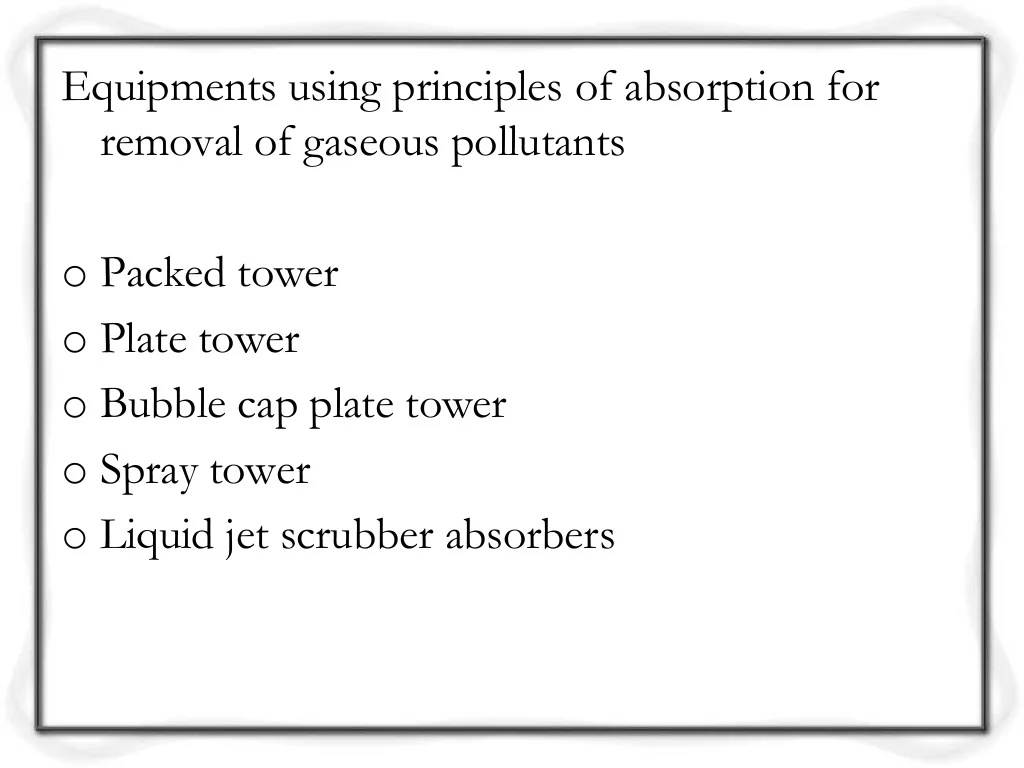 Equipments using principles of absorption for
removal of gaseous pollutants
o Packed tower
o Plate tower
o Bubble cap plate tower
o Spray tower
o Liquid jet scrubber absorbers